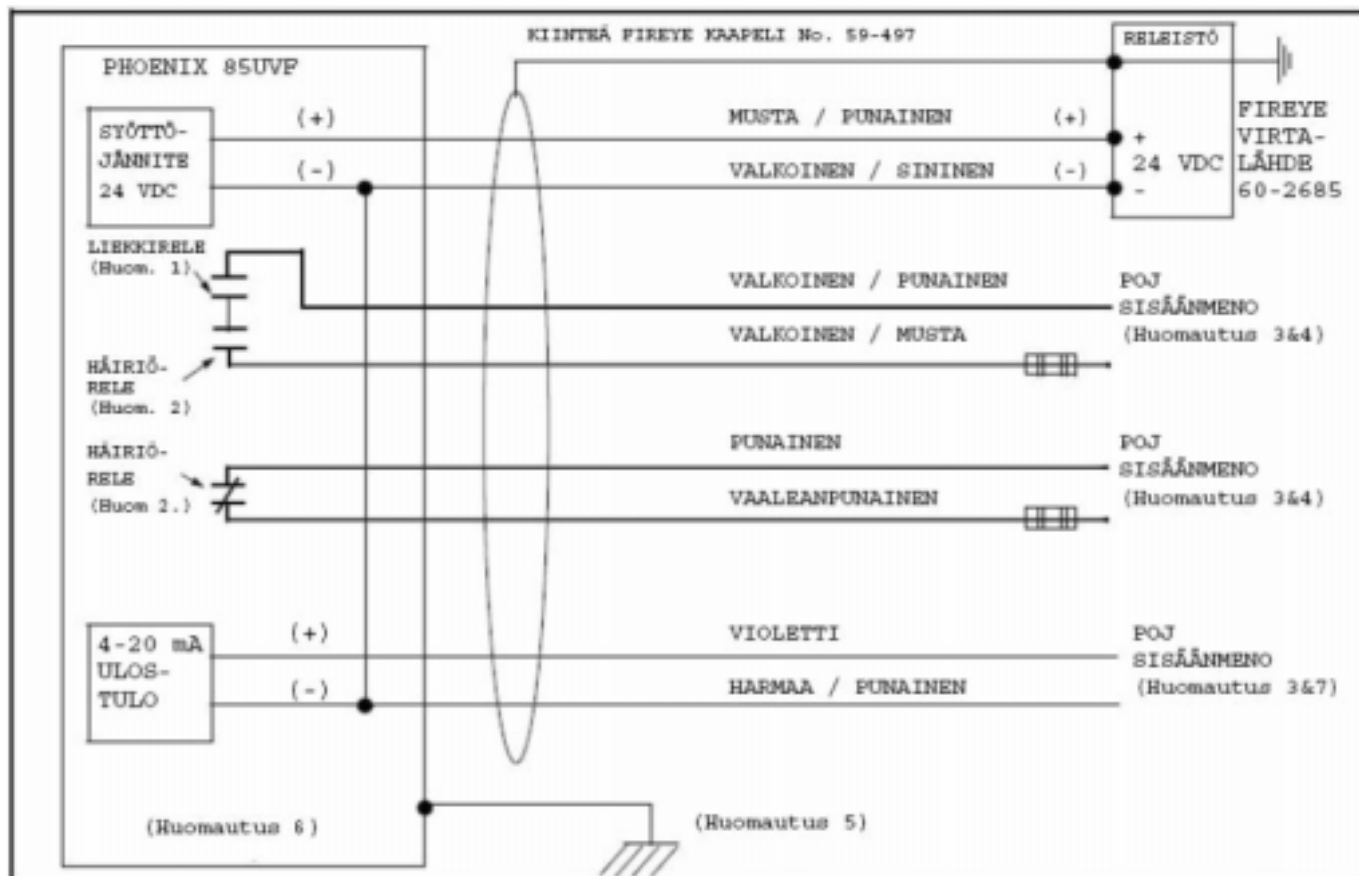 KIINTEÄ FIREYE KAAPELI No. 59-497
RELEISTÖ
PHOENIX 85UVF
SYÖTTÖ-
JÄNNITE
24 VDC
(+)
(-)
MUSTA / PUNAINEN
(+)
VALKOINEN / SININEN
(-)
+
24 VDC
-
FIREYE
VIRTA-
LÄHDE
60-2685
LIEKKIRELE
(Huom. 1)
HÄIRIÖ-
RELE
(Huom. 2)
VALKOINEN / PUNAINEN
VALKOINEN / MUSTA
POJ
SISÄÄNMENO
(Huomautus 3&4)
HÄIRIÖ-
RELE
(Huom 2.)
PUNAINEN
VAALEANPUNAINEN
POJ
SISÄÄNMENO
(Huomautus 3&4)
4-20 mA
ULOS-
TULO
(+)
(-)
VIOLETTI
HARMAA / PUNAINEN
POJ
SISÄÄNMENO
(Huomautus 3&7)
(Huomautus 6)
(Huomautus 5)